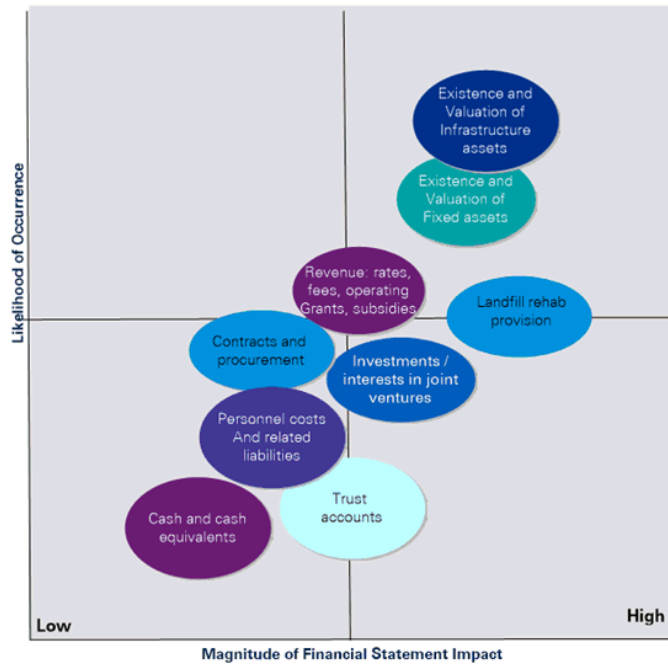 Existence and
Valuation of
Infrastructure
assets
Existence and
Valuation of
Fixed assets
Likelihood of Occurrence
Revenue: rates,
fees, operating
Grants, subsidies
Landfill rehab
provision
Contracts and
procurement
Investments /
interests in joint
ventures
Personnel costs
And related
liabilities
Trust
accounts
Cash and cash
equivalents
Low
High
Magnitude of Financial Statement Impact